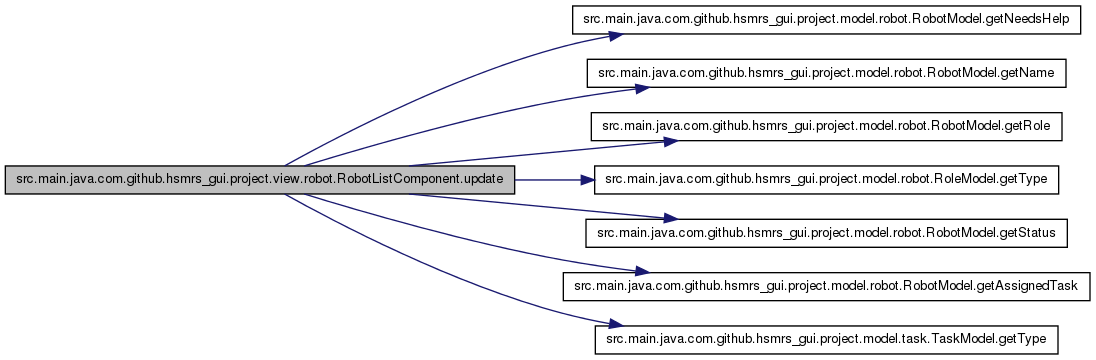 src.main.java.com.github.hsmrs_gui.project.model.robot.RobotModel.getNeedsHelp
src.main.java.com.github.hsmrs_gui.project.model.robot.RobotModel.getName
src.main.java.com.github.hsmrs_gui.project.model.robot.RobotModel.getRole
src.main.java.com.github.hsmrs_gui.project.view.robot.RobotListComponent.update
src.main.java.com.github.hsmrs_gui.project.model.robot.RoleModel.getType
src.main.java.com.github.hsmrs_gui.project.model.robot.RobotModel.getStatus
src.main.java.com.github.hsmrs_gui.project.model.robot.RobotModel.getAssignedTask
src.main.java.com.github.hsmrs_gui.project.model.task.TaskModel.getType